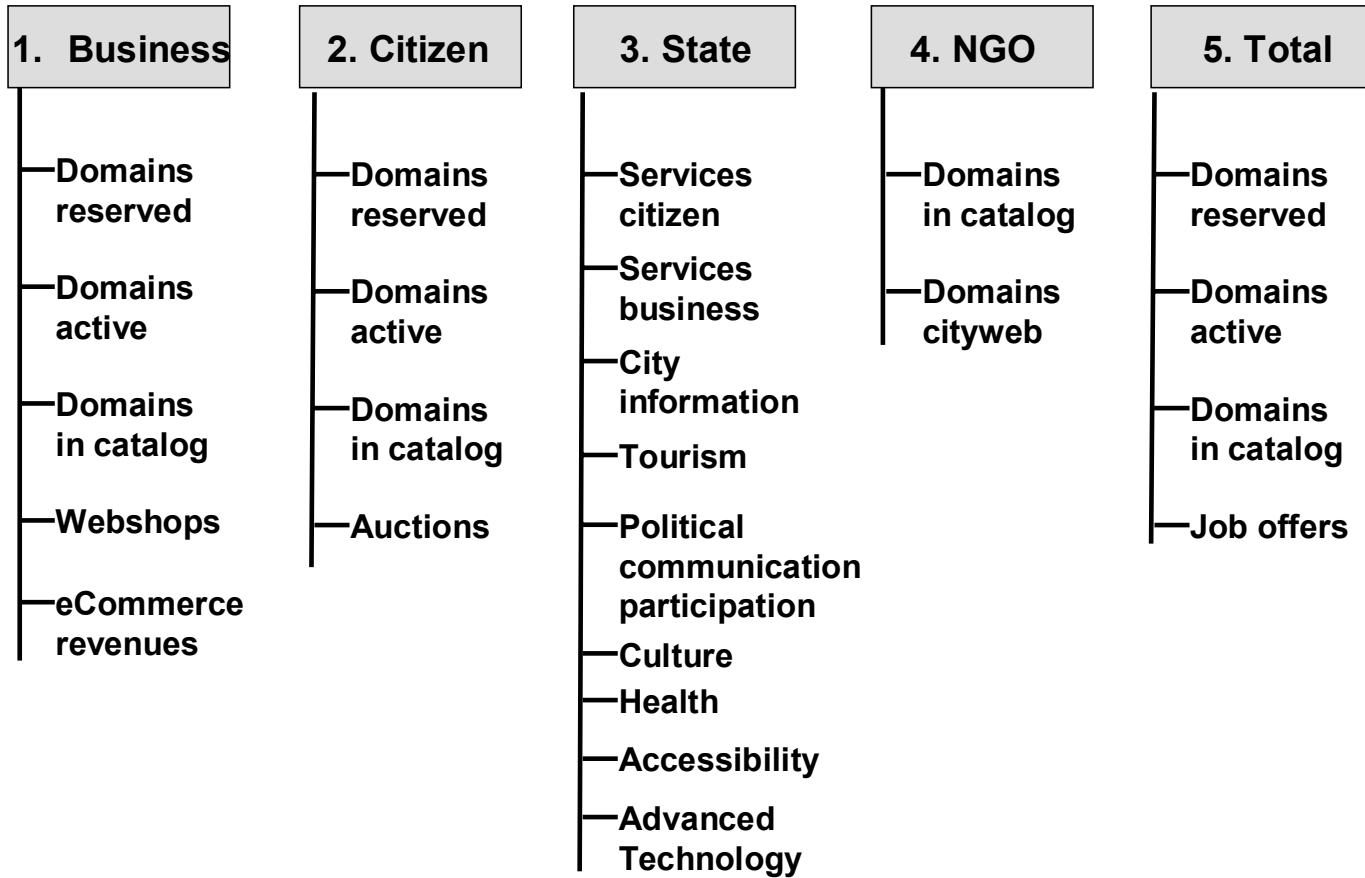 1. Business
Domains
reserved
Domains
active
Domains
in catalog
Webshops
eCommerce
revenues
2. Citizen
Domains
reserved
Domains
active
Domains
in catalog
Auctions
3. State
Services
citizen
Services
business
City
information
Tourism
Political
communication
participation
Culture
Health
Accessibility
Advanced
Technology
4. NGO
Domains
in catalog
Domains
cityweb
5. Total
Domains
reserved
Domains
active
Domains
in catalog
Job offers